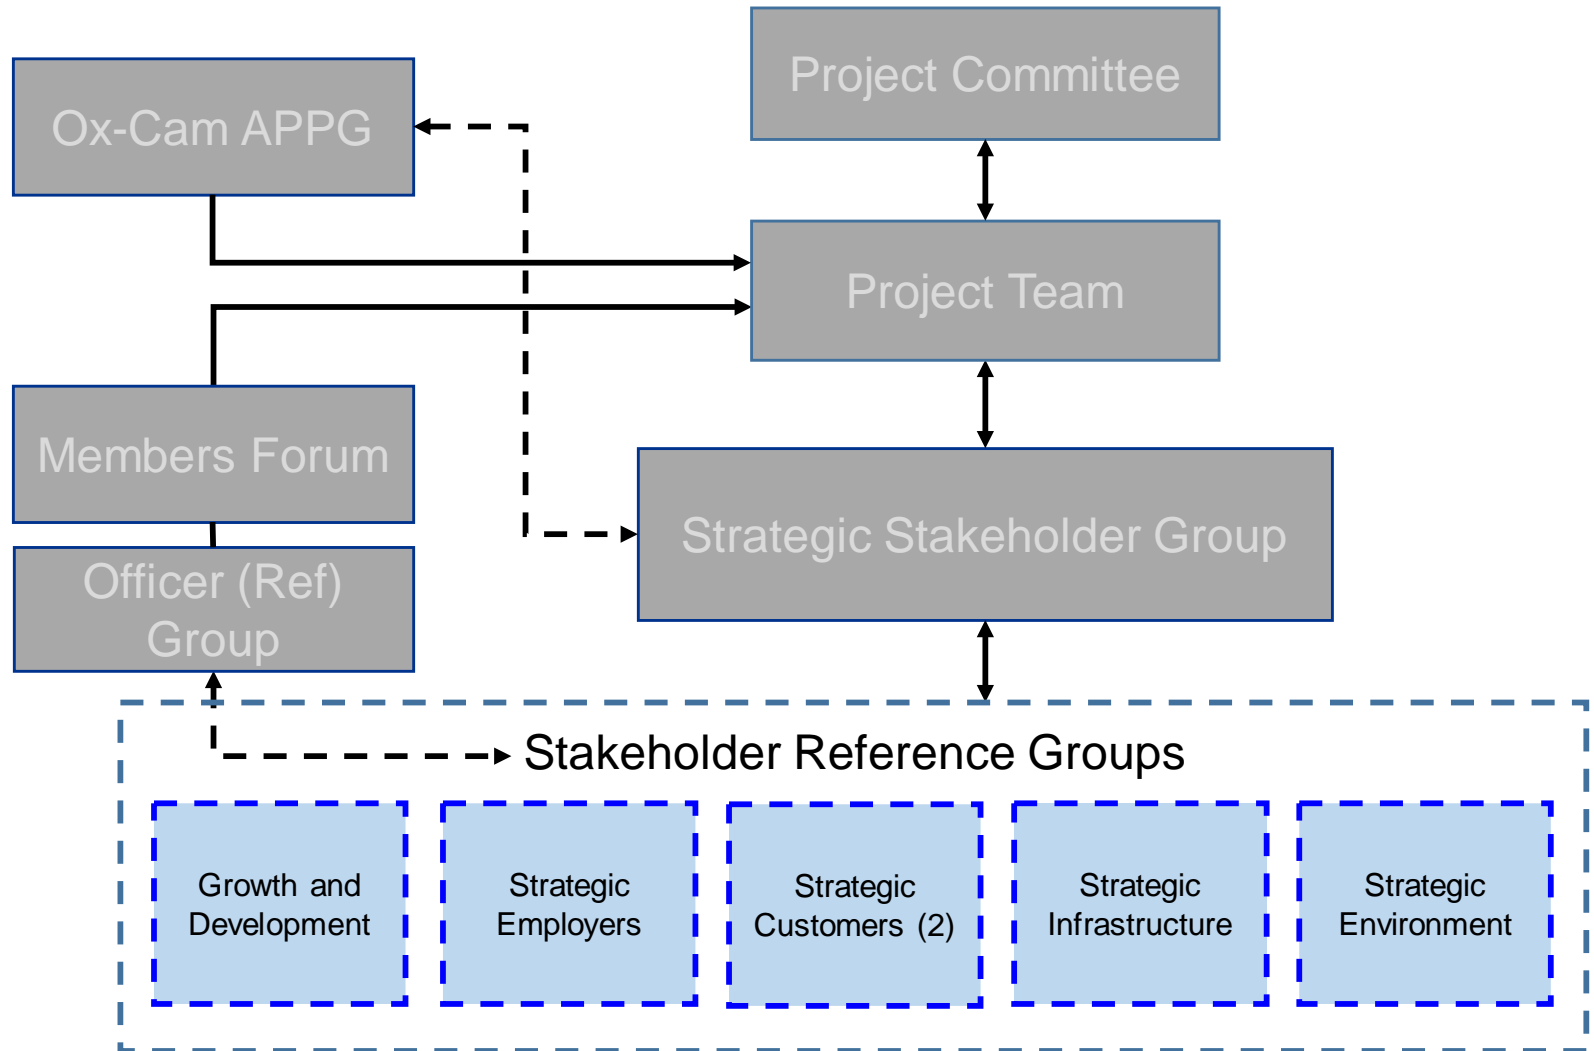 Project Committee
Ox-Cam APPG
Project Team
Members Forum
Strategic Stakeholder Group
Officer (Ref)
Group
Stakeholder Reference Groups
Growth and
Development
Strategic
Employers
Strategic
Customers (2)
Strategic
Infrastructure
Strategic
Environment